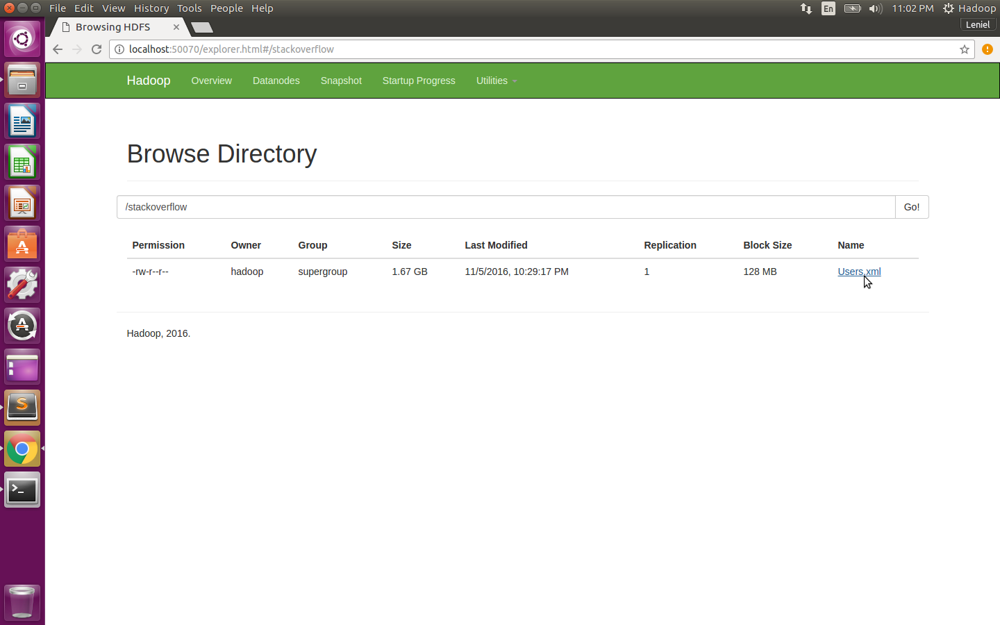 File Edit View History Tools People Help En 11:02 PM Hadoop
Browsing HDFS Leniel
localhost:50070/explorer.html#/stackoverflow
Hadoop Overview Datanodes Snapshot Startup Progress Utilities
Browse Directory
/stackoverflow Go!
Permission Owner Group Size Last Modified Replication Block Size Name
-rw-r--r-- hadoop supergroup 1.67 GB 11/5/2016, 10:29:17 PM 1 128 MB Users.xml
Hadoop, 2016.